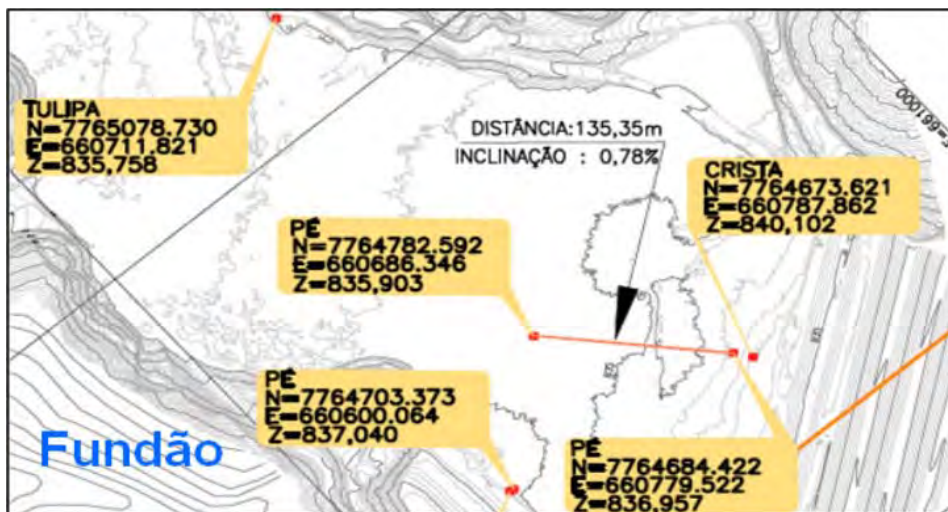 TULIPA
N=7765078.730
E=660711.821
Z=835,758
DISTÂNCIA:135,35m
INCLINAÇÃO : 0,78%
E=661000
CRISTA
N=7764673.621
E=660787.862
Z=840,102
PÉ
N=7764782.592
E=660686.346
Z=835,903
PÉ
N=7764703.373
E=660600.064
Z=837,040
Fundão
PÉ
N=7764684.422
E=660779.522
Z=836,957